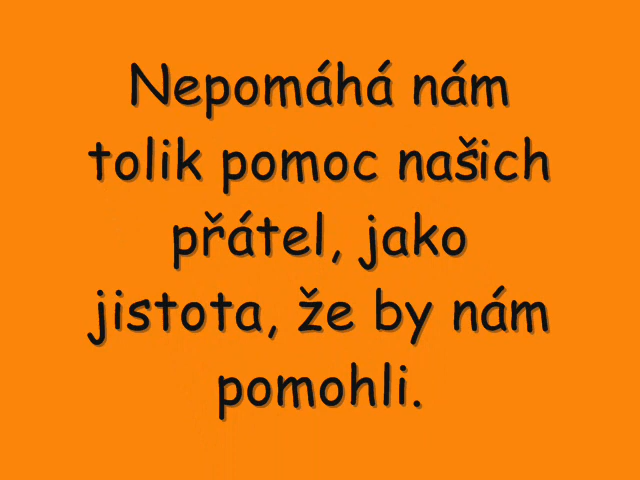 Nepomáhá nám
tolik pomoc našich
přátel, jako
jistota, že by nám
pomohli.